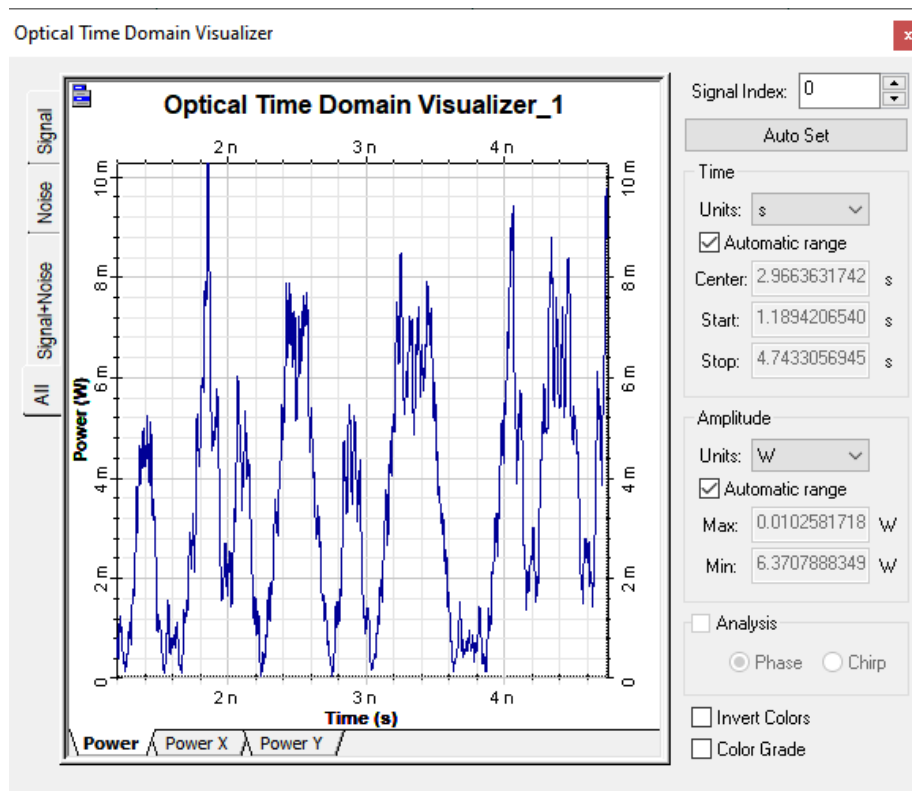 Optical Time Domain Visualizer
x
Signal
Noise
Signal+Noise
All
Optical Time Domain Visualizer_1
2 n 3 n 4 n
10 m
8 m
6 m
4 m
2 m
0
Power (W)
10 m
8 m
6 m
4 m
2 m
0
2 n 3 n 4 n
Time (s)
Power Power X Power Y
Signal Index: 0
Auto Set
Time
Units: s
Automatic range
Center: 2.9663631742 s
Start: 1.1894206540 s
Stop: 4.7433056945 s
Amplitude
Units: W
Automatic range
Max: 0.0102581718 W
Min: 6.3707888349 W
Analysis
Phase Chirp
Invert Colors
Color Grade